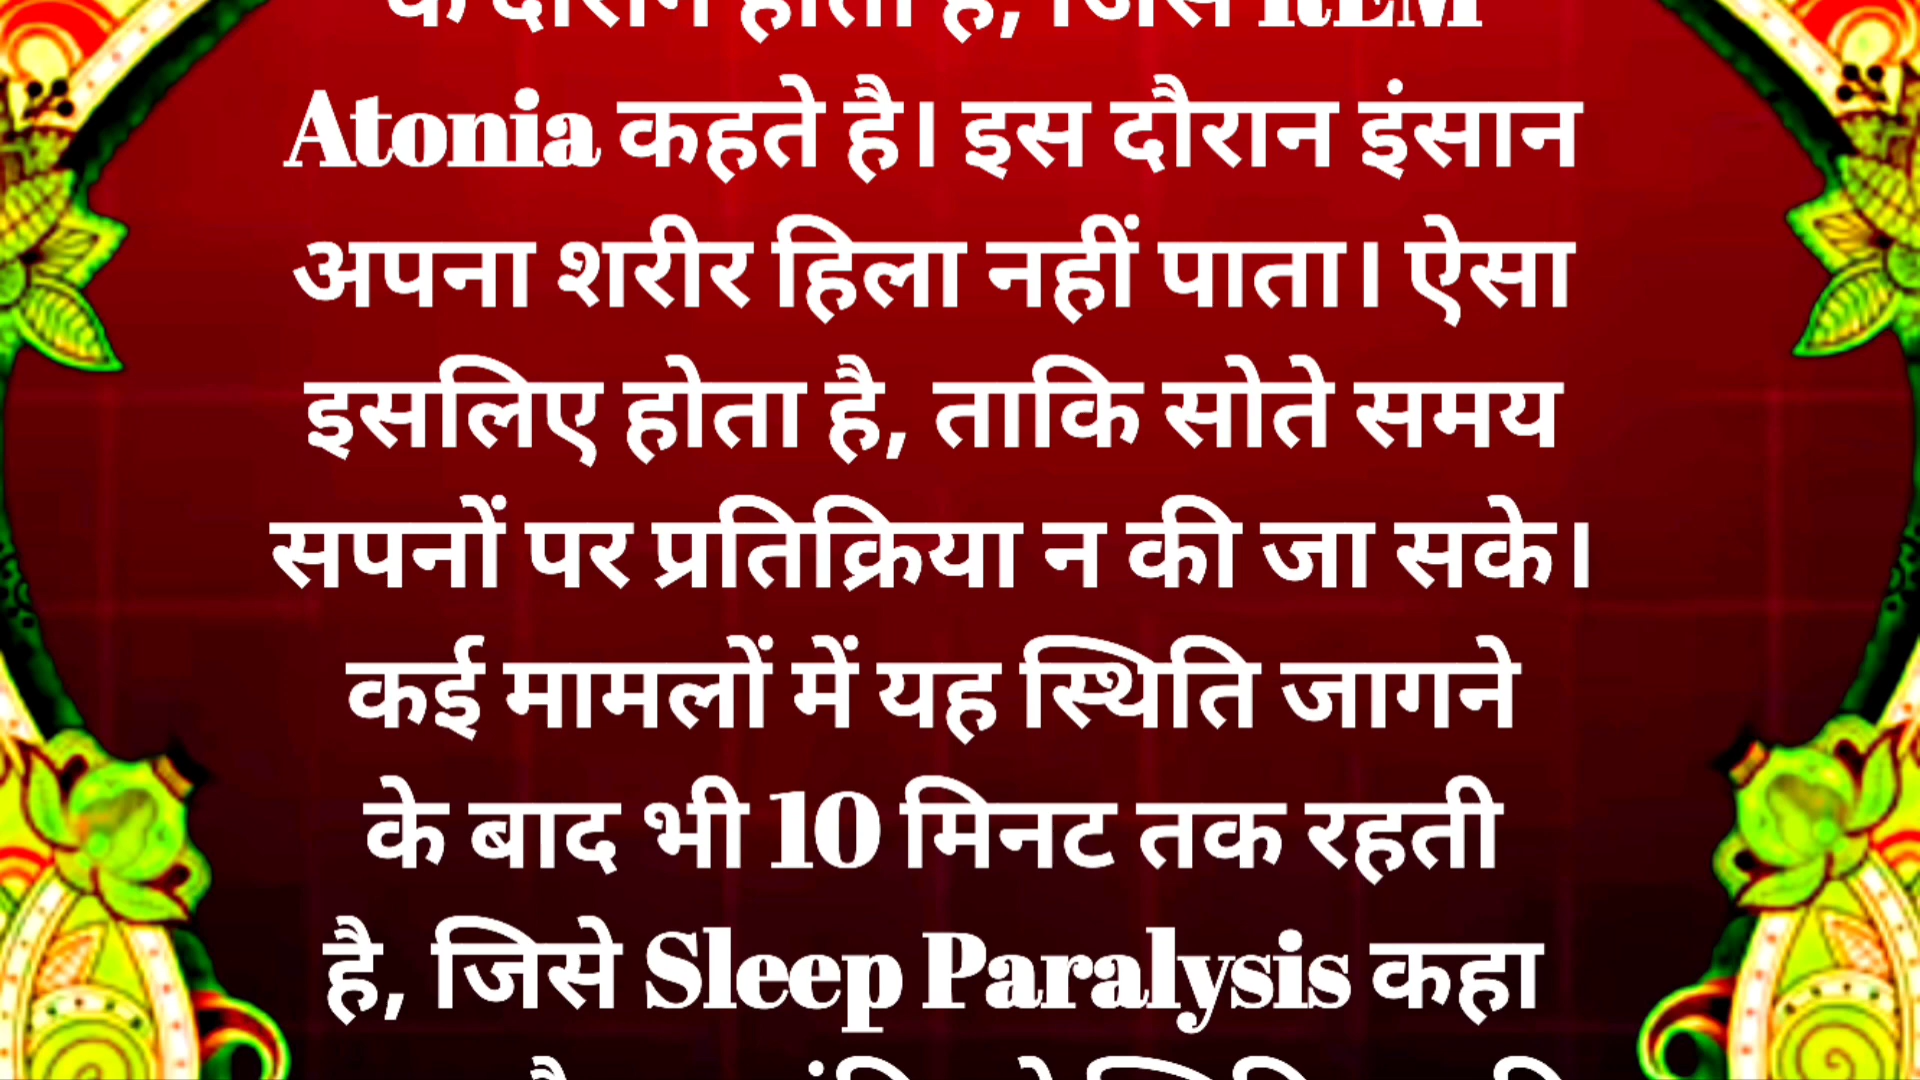 के दौरान होता है, जिसे REM
Atonia कहते है। इस दौरान इंसान
अपना शरीर हिला नहीं पाता। ऐसा
इसलिए होता है, ताकि सोते समय
सपनों पर प्रतिक्रिया न की जा सके।
कई मामलों में यह स्थिति जागने
के बाद भी 10 मिनट तक रहती
है, जिसे Sleep Paralysis कहा